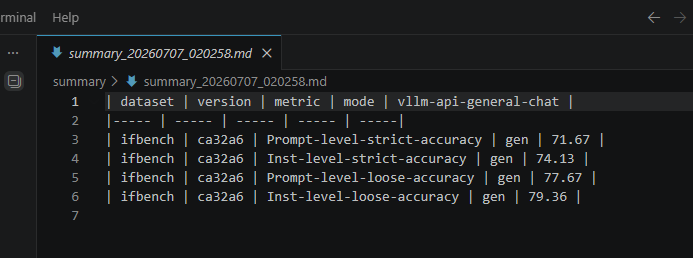 rminal Help
summary_20260707_020258.md
summary > summary_20260707_020258.md
1 | dataset | version | metric | mode | vllm-api-general-chat |
2 |----- | ----- | ----- | ----- | -----|
3 | ifbench | ca32a6 | Prompt-level-strict-accuracy | gen | 71.67 |
4 | ifbench | ca32a6 | Inst-level-strict-accuracy | gen | 74.13 |
5 | ifbench | ca32a6 | Prompt-level-loose-accuracy | gen | 77.67 |
6 | ifbench | ca32a6 | Inst-level-loose-accuracy | gen | 79.36 |
7